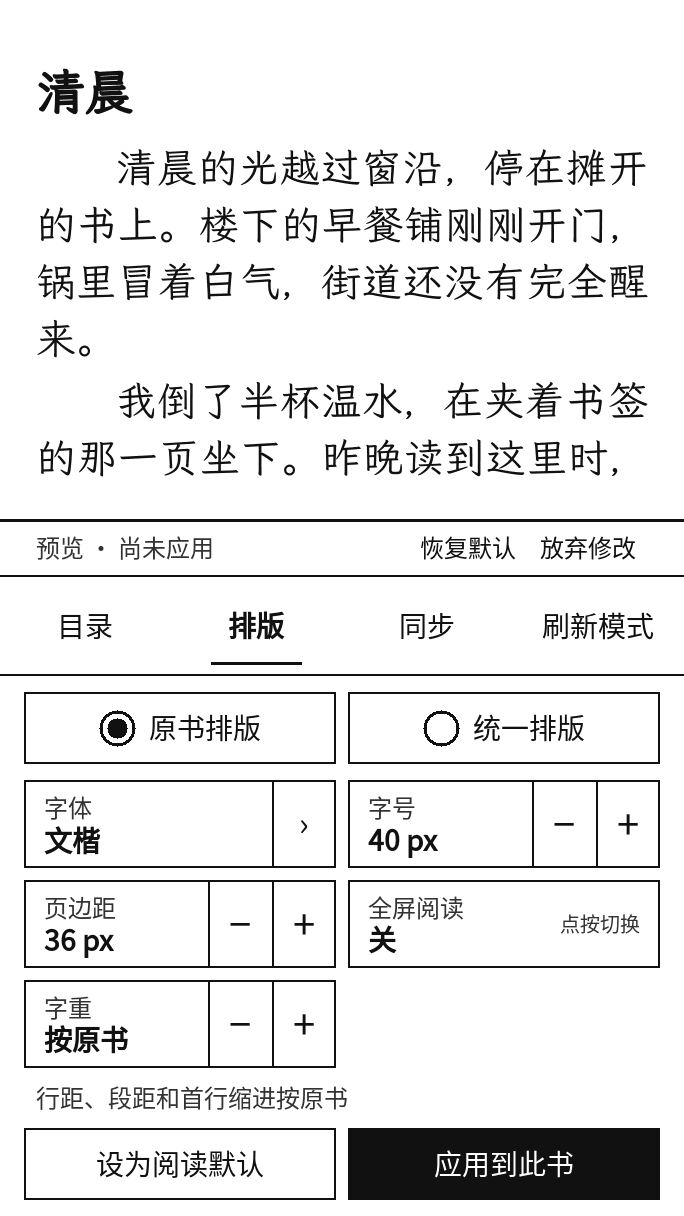 清晨
清晨的光越过窗沿，停在摊开
的书上。楼下的早餐铺刚刚开门，
锅里冒着白气，街道还没有完全醒
来。
我倒了半杯温水，在夹着书签
的那一页坐下。昨晚读到这里时，
预览 · 尚未应用 恢复默认 放弃修改
目录 排版 同步 刷新模式
原书排版 统一排版
字体 字号
文楷 › 40 px − +
页边距 全屏阅读
36 px − + 关 点按切换
字重
按原书 − +
行距、段距和首行缩进按原书
设为阅读默认 应用到此书